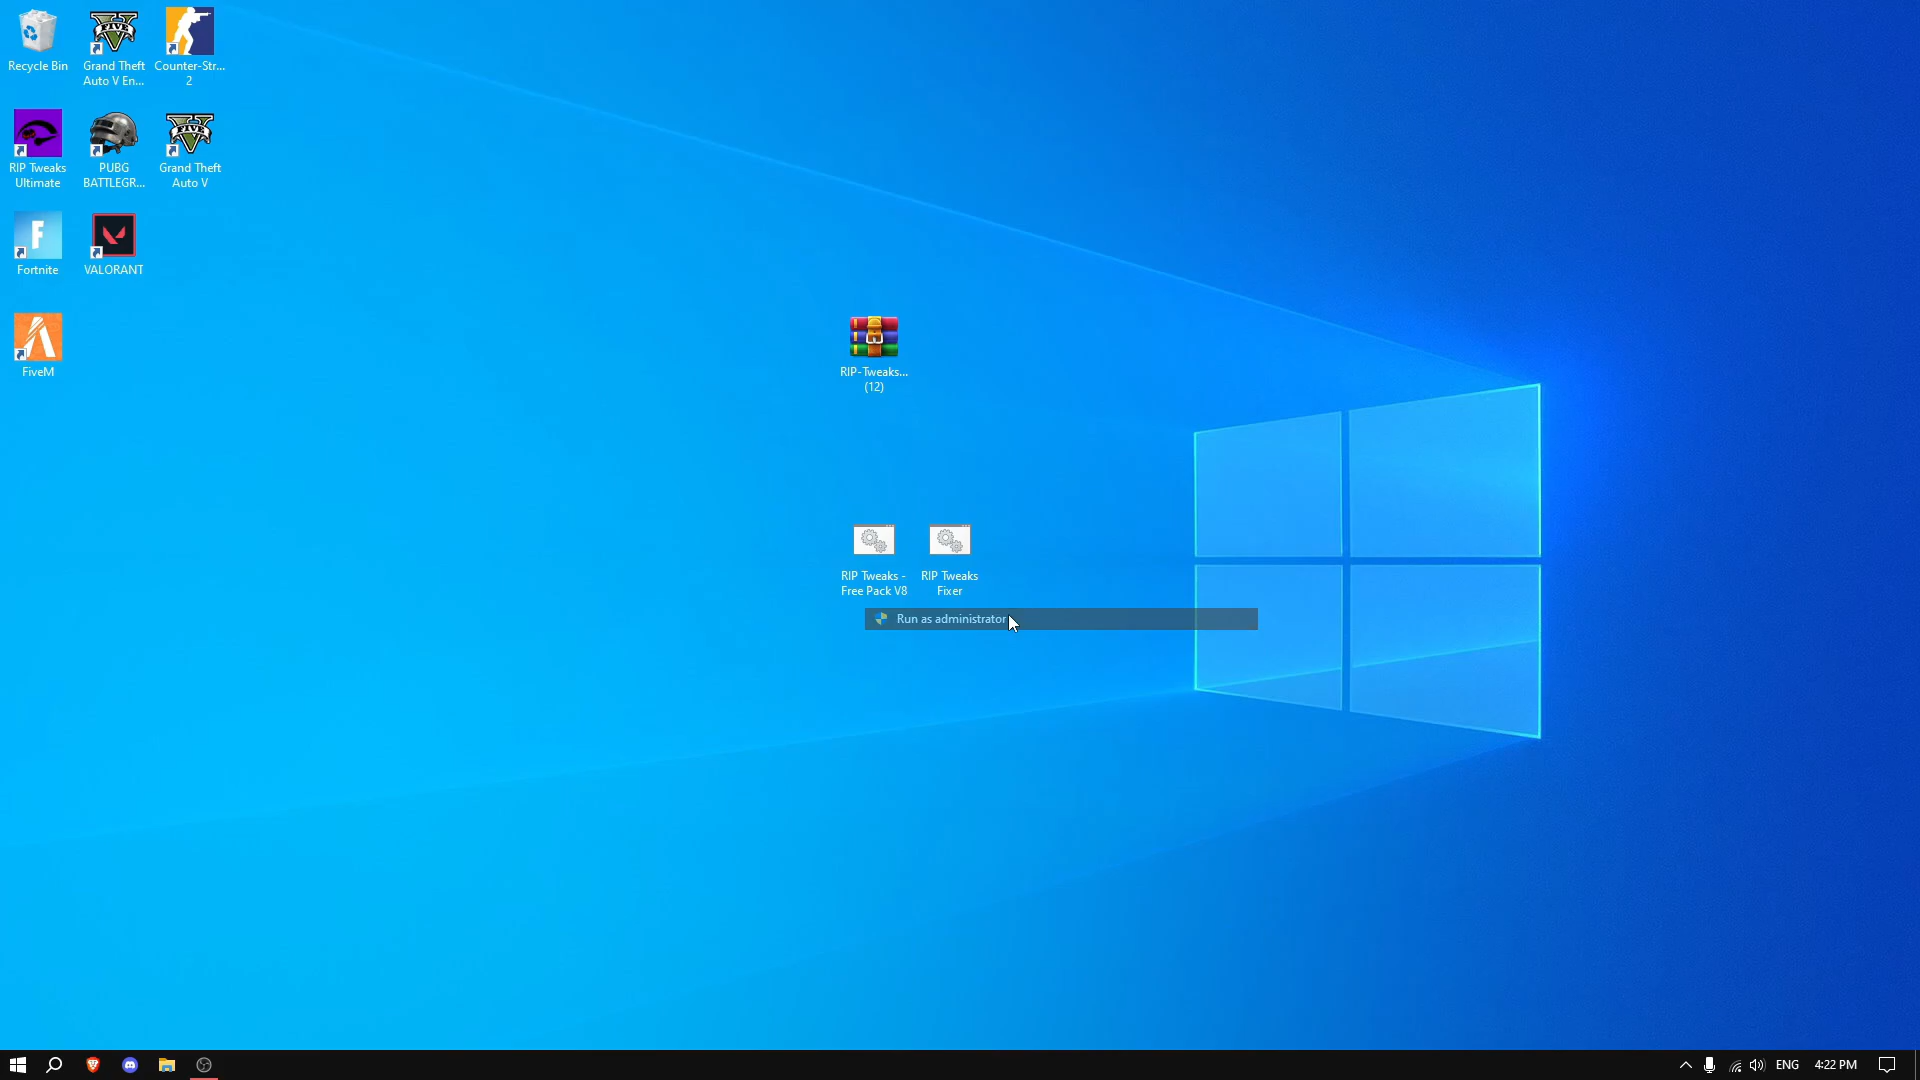 Recycle Bin
Grand Theft
Auto V En...
Counter-Str...
2
RIP Tweaks
Ultimate
PUBG
BATTLEGR...
Grand Theft
Auto V
Fortnite
VALORANT
FiveM
RIP-Tweaks...
(12)
RIP Tweaks -
Free Pack V8
RIP Tweaks
Fixer
Run as administrator
ENG
4:22 PM